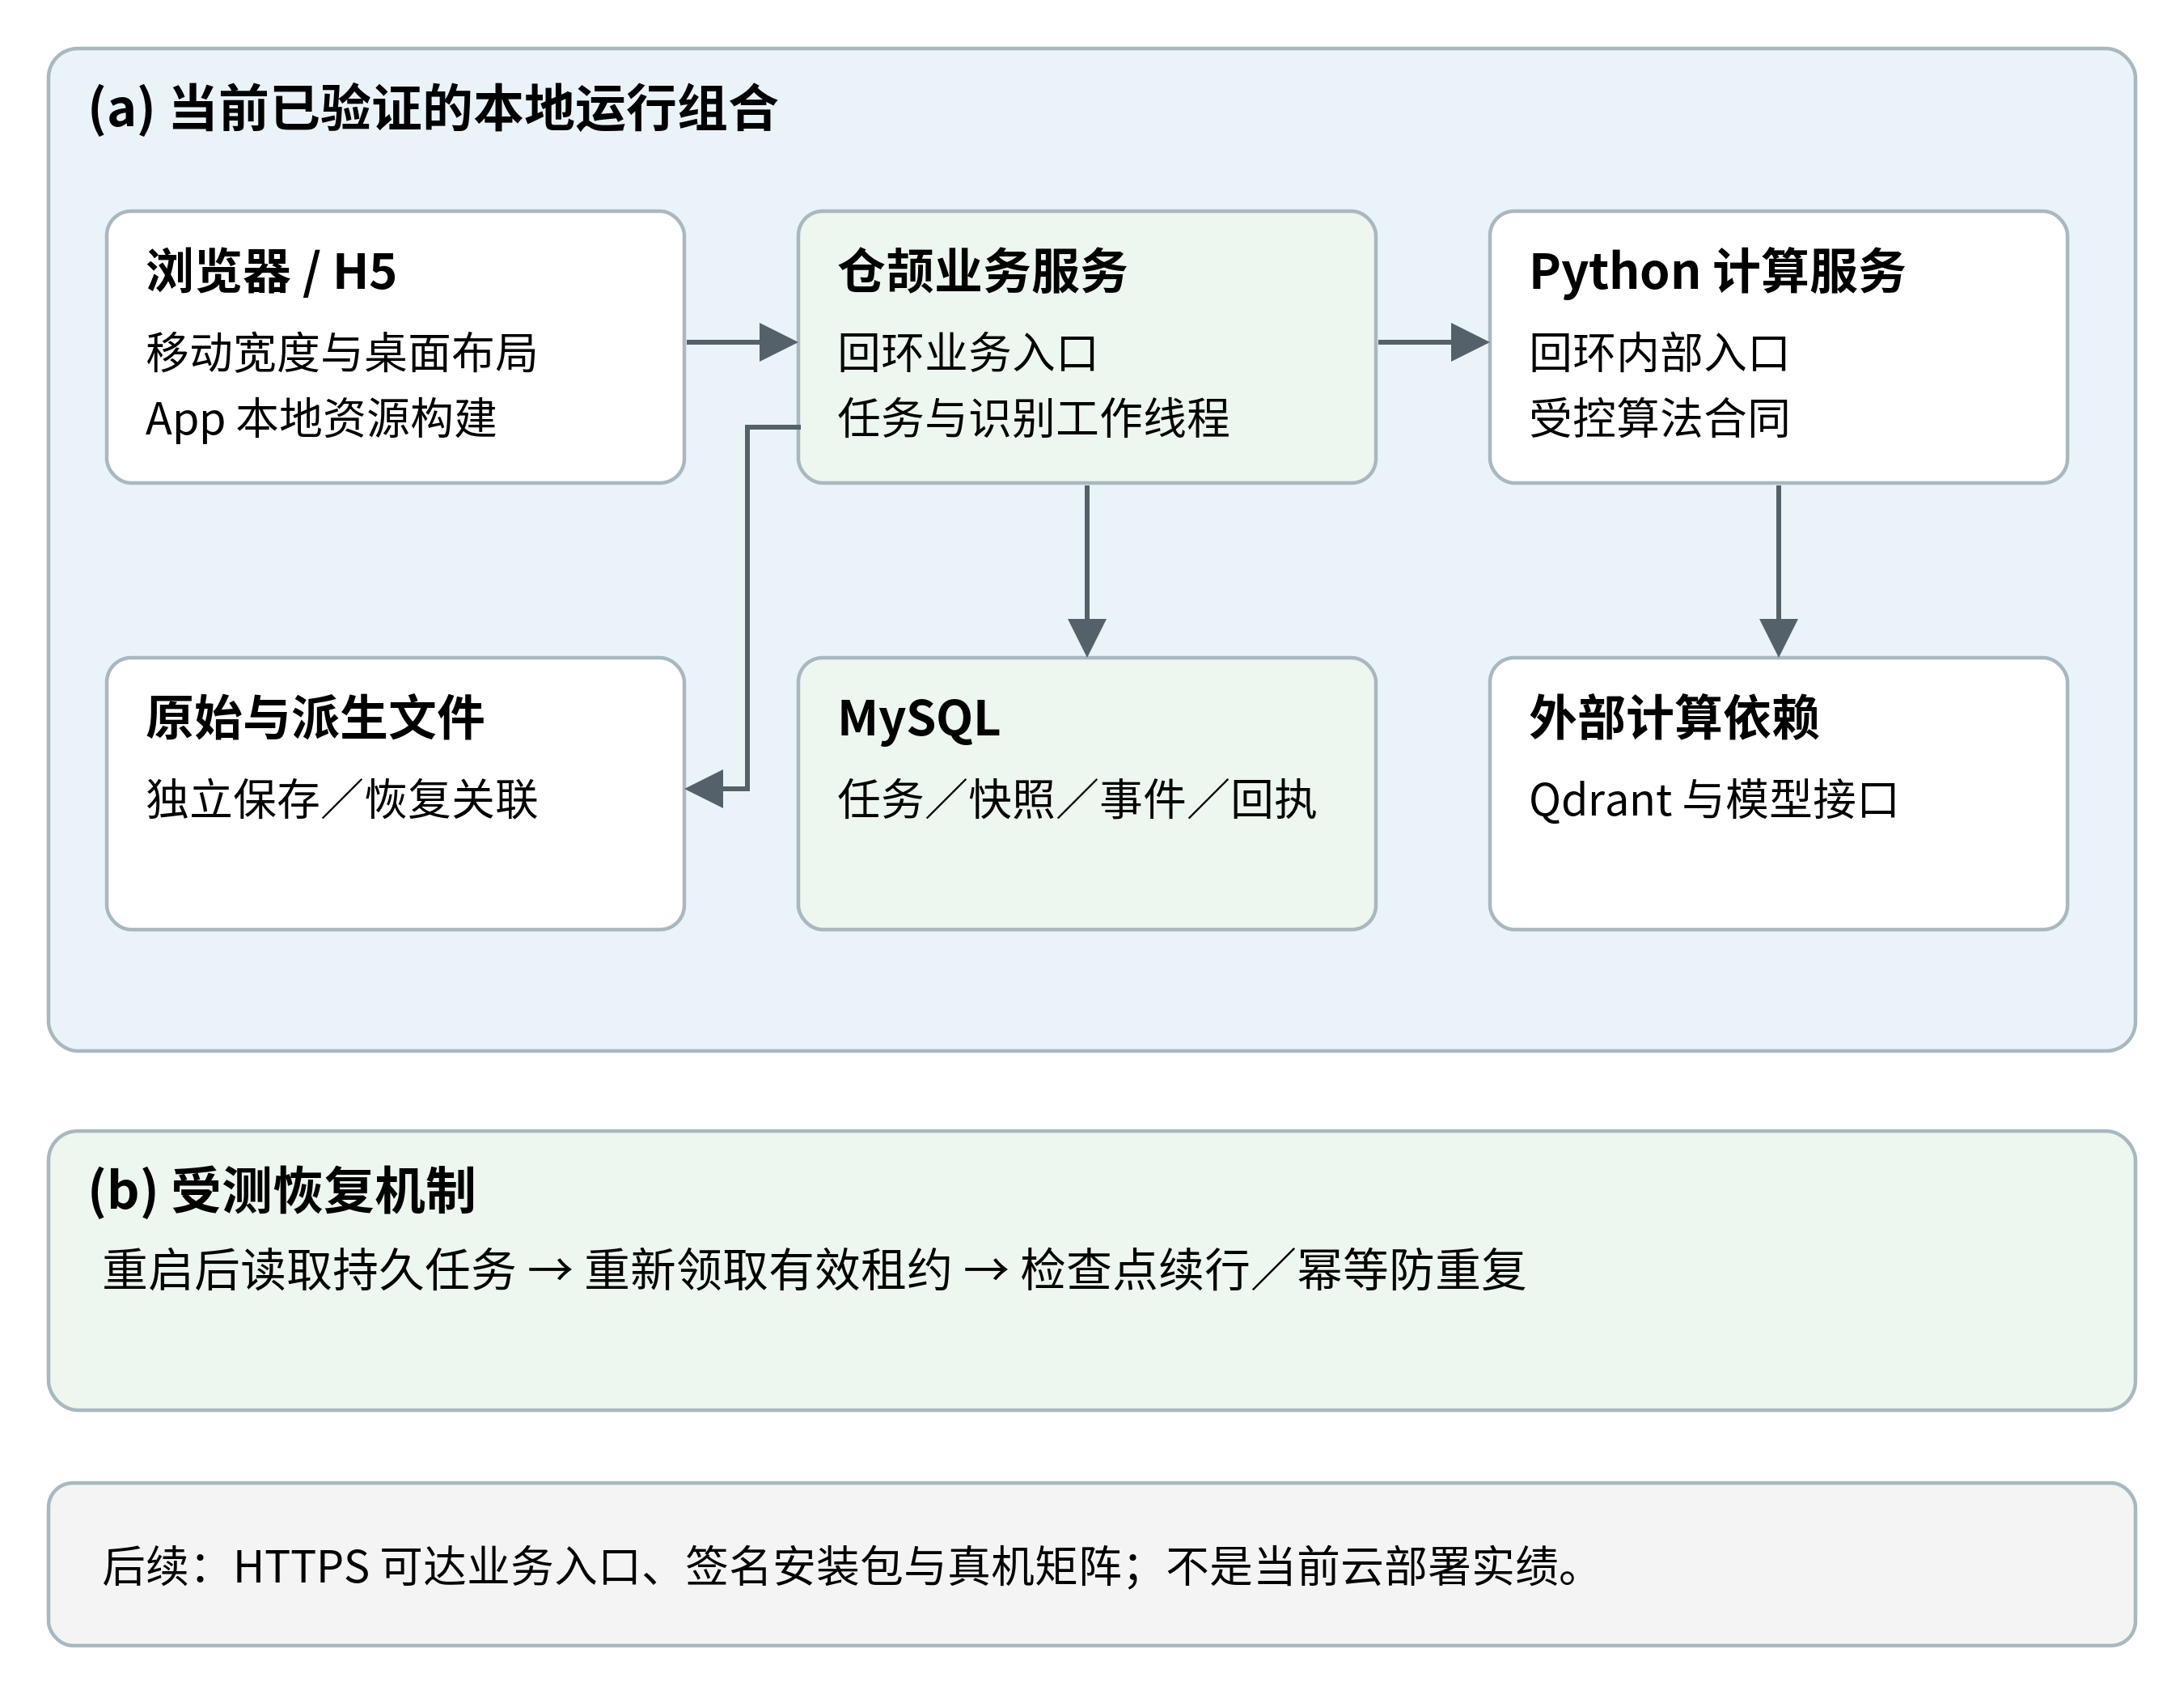 (a) 当前已验证的本地运行组合
浏览器 / H5
移动宽度与桌面布局
App 本地资源构建
仓颉业务服务
回环业务入口
任务与识别工作线程
Python 计算服务
回环内部入口
受控算法合同
原始与派生文件
独立保存／恢复关联
MySQL
任务／快照／事件／回执
外部计算依赖
Qdrant 与模型接口
(b) 受测恢复机制
重启后读取持久任务 → 重新领取有效租约 → 检查点续行／幂等防重复
后续：HTTPS 可达业务入口、签名安装包与真机矩阵；不是当前云部署实绩。